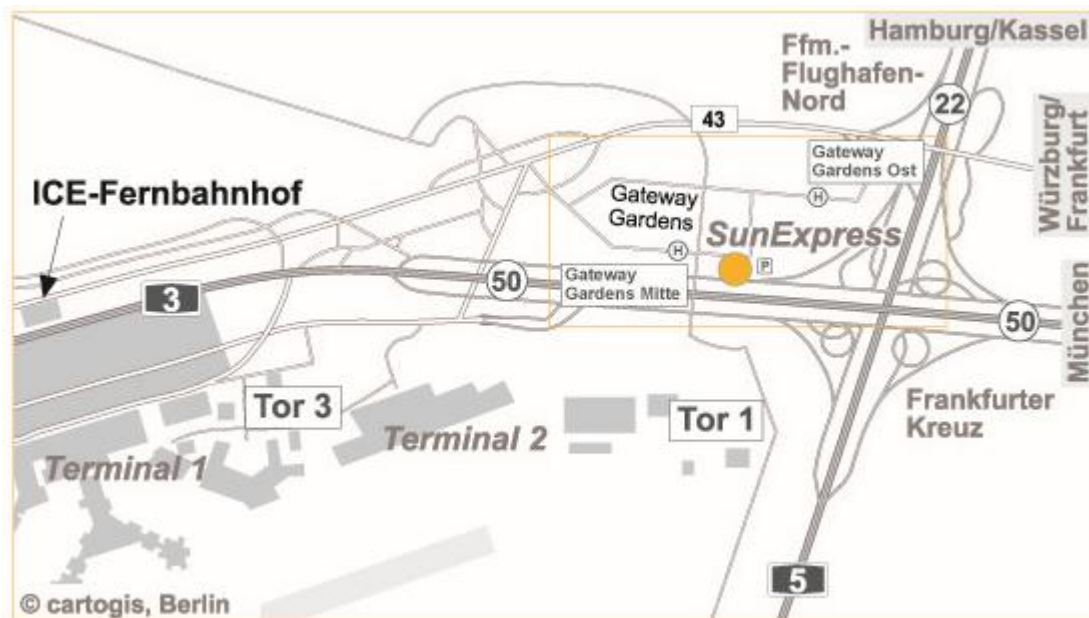 Hamburg/Kassel
Ffm.-
Flughafen-
Nord
22
43
Würzburg/
Frankfurt
Gateway
Gardens Ost
ICE-Fernbahnhof
Gateway
Gardens
H
SunExpress
H
P
3
50
Gateway
Gardens Mitte
50
München
Tor 3
Tor 1
Frankfurter
Kreuz
Terminal 2
Terminal 1
5
© cartogis, Berlin